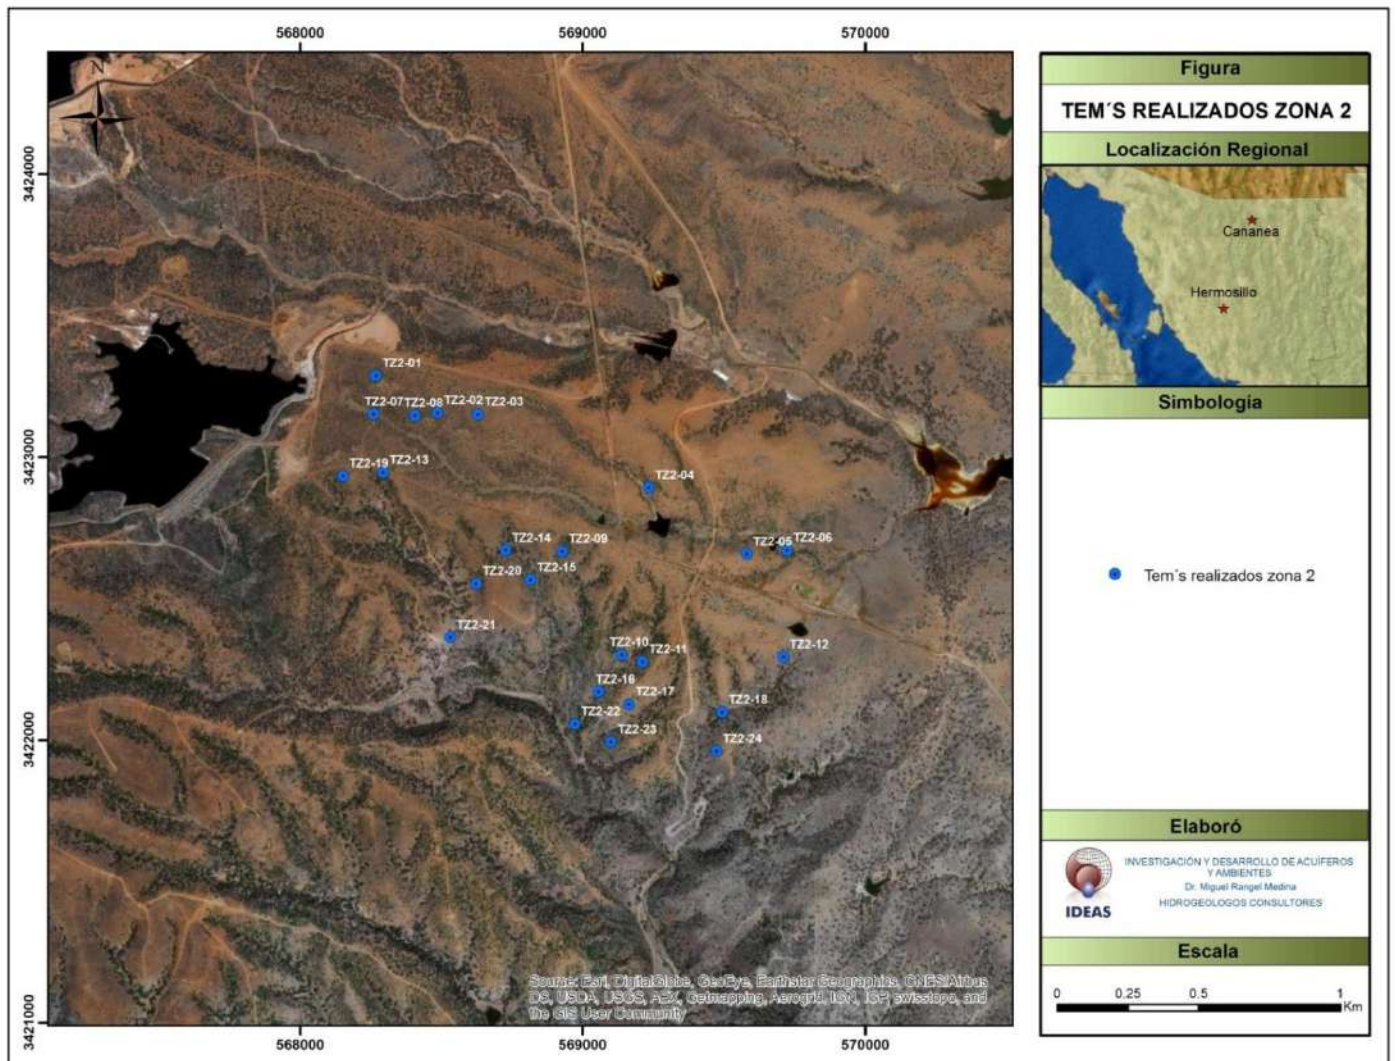 568000
569000
570000
3424000
3423000
3422000
3421000
N
TZ2-01
TZ2-07
TZ2-08
TZ2-02
TZ2-03
TZ2-19
TZ2-13
TZ2-04
TZ2-14
TZ2-09
TZ2-05
TZ2-06
TZ2-20
TZ2-15
TZ2-21
TZ2-10
TZ2-11
TZ2-12
TZ2-16
TZ2-17
TZ2-22
TZ2-18
TZ2-23
TZ2-24
Source: Esri, DigitalGlobe, GeoEye, Earthstar Geographics, CNES/Airbus
DS, USDA, USGS, AEX, Getmapping, Aerogrid, IGN, IGP, swisstopo, and
the GIS User Community
568000
569000
570000
Figura
TEM´S REALIZADOS ZONA 2
Localización Regional
Cananea
Hermosillo
Simbología
Tem´s realizados zona 2
Elaboró
IDEAS
INVESTIGACIÓN Y DESARROLLO DE ACUÍFEROS
Y AMBIENTES
Dr. Miguel Rangel Medina
HIDROGEOLOGOS CONSULTORES
Escala
0 0.25 0.5 1
Km